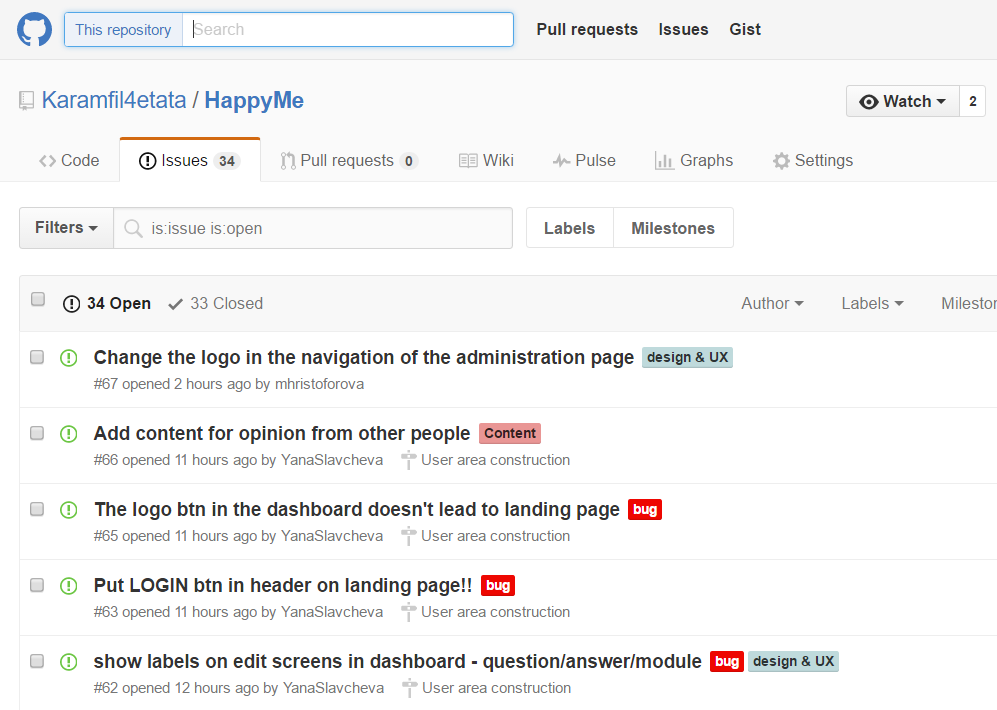 This repository Search Pull requests Issues Gist
Karamfil4etata / HappyMe Watch 2
Code Issues 34 Pull requests 0 Wiki Pulse Graphs Settings
Filters is:issue is:open Labels Milestones
34 Open 33 Closed Author Labels Milestor
Change the logo in the navigation of the administration page design & UX
#67 opened 2 hours ago by mhristoforova
Add content for opinion from other people Content
#66 opened 11 hours ago by YanaSlavcheva User area construction
The logo btn in the dashboard doesn't lead to landing page bug
#65 opened 11 hours ago by YanaSlavcheva User area construction
Put LOGIN btn in header on landing page!! bug
#63 opened 11 hours ago by YanaSlavcheva User area construction
show labels on edit screens in dashboard - question/answer/module bug design & UX
#62 opened 12 hours ago by YanaSlavcheva User area construction